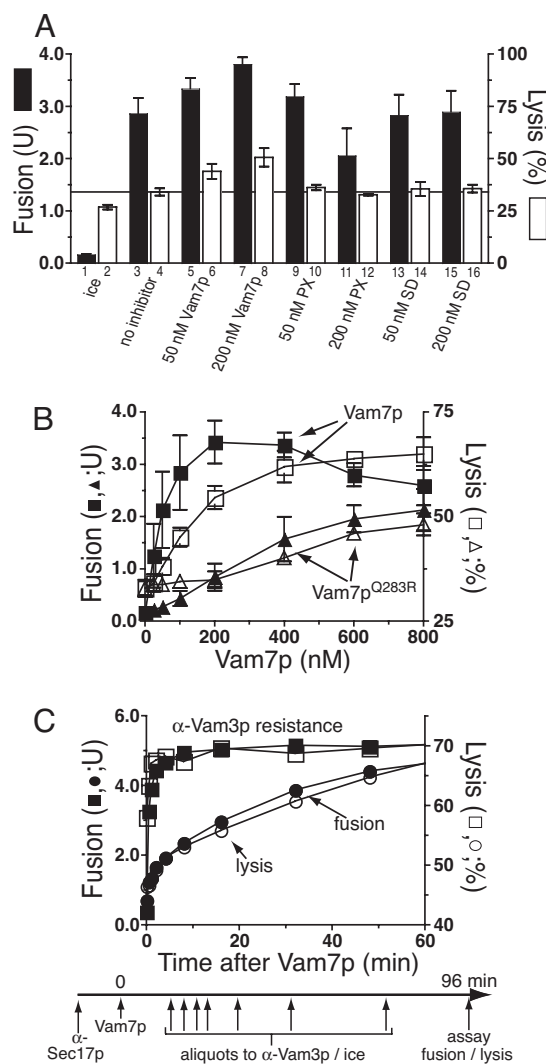 A
4.0
3.0
2.0
1.0
0.0
Fusion (U)
100
75
50
25
0
Lysis (%)
1 2 3 4 5 6 7 8 9 10 11 12 13 14 15 16
ice
no inhibitor
50 nM Vam7p
200 nM Vam7p
50 nM PX
200 nM PX
50 nM SD
200 nM SD
B
4.0
3.0
2.0
1.0
0.0
Fusion (■,▲;U)
75
50
25
Lysis (□,△;%)
Vam7p
Vam7pQ283R
0 200 400 600 800
Vam7p (nM)
C
6.0
4.0
2.0
0.0
Fusion (■,●;U)
70
60
50
40
Lysis (□,○;%)
α-Vam3p resistance
fusion
lysis
0 20 40 60
Time after Vam7p (min)
0
96 min
α-
Sec17p
Vam7p
aliquots to α-Vam3p / ice
assay
fusion / lysis